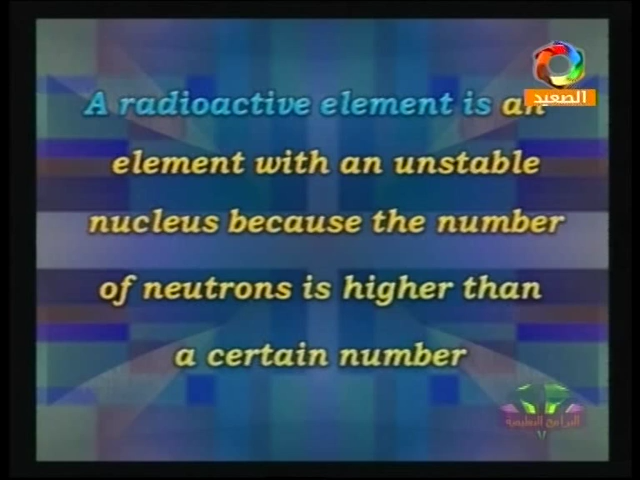 الصعيد
A radioactive element is an
element with an unstable
nucleus because the number
of neutrons is higher than
a certain number
البرامج التعليمية